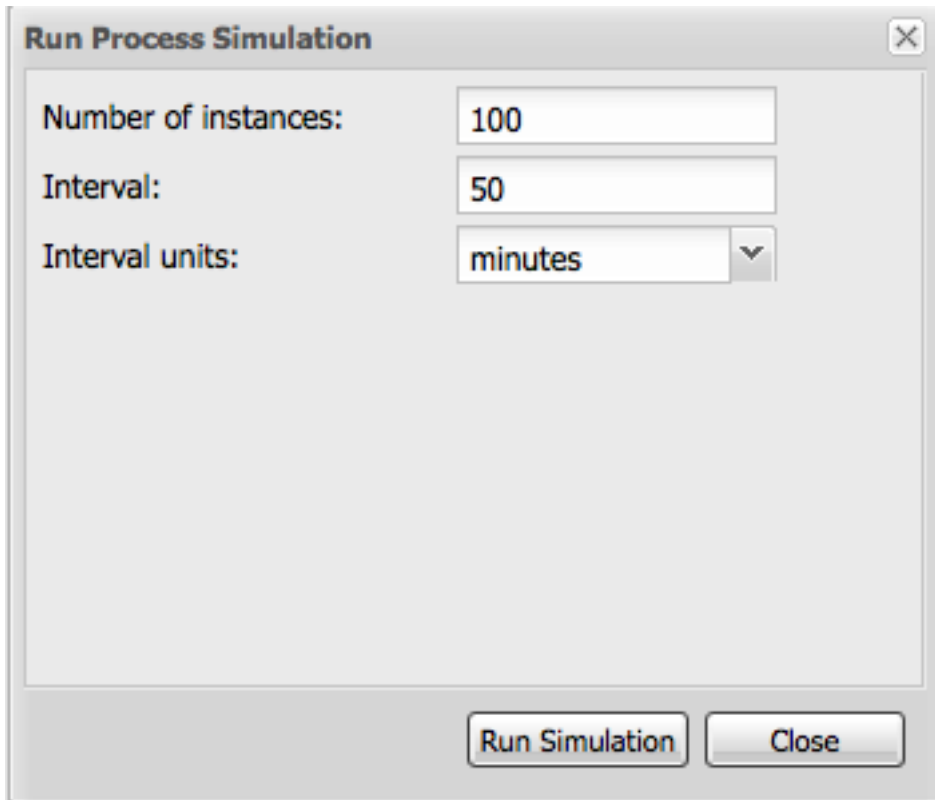 Run Process Simulation
Number of instances: 100
Interval: 50
Interval units: minutes
Run Simulation Close